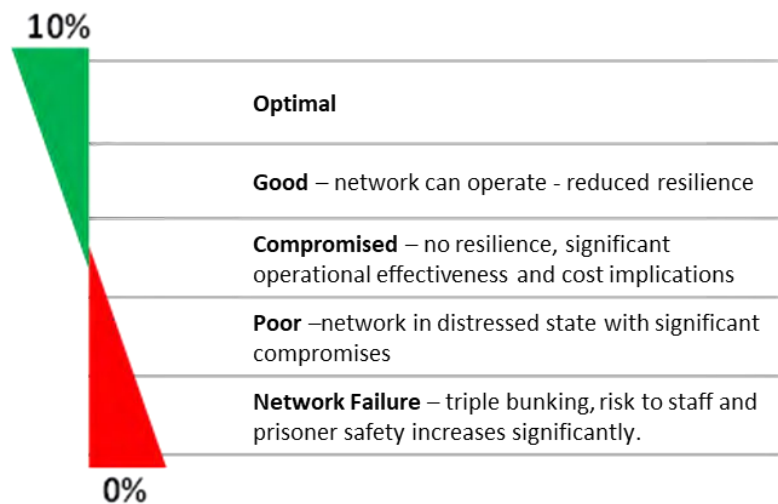 10%
Optimal
Good – network can operate - reduced resilience
Compromised – no resilience, significant
operational effectiveness and cost implications
Poor –network in distressed state with significant
compromises
Network Failure – triple bunking, risk to staff and
prisoner safety increases significantly.
0%